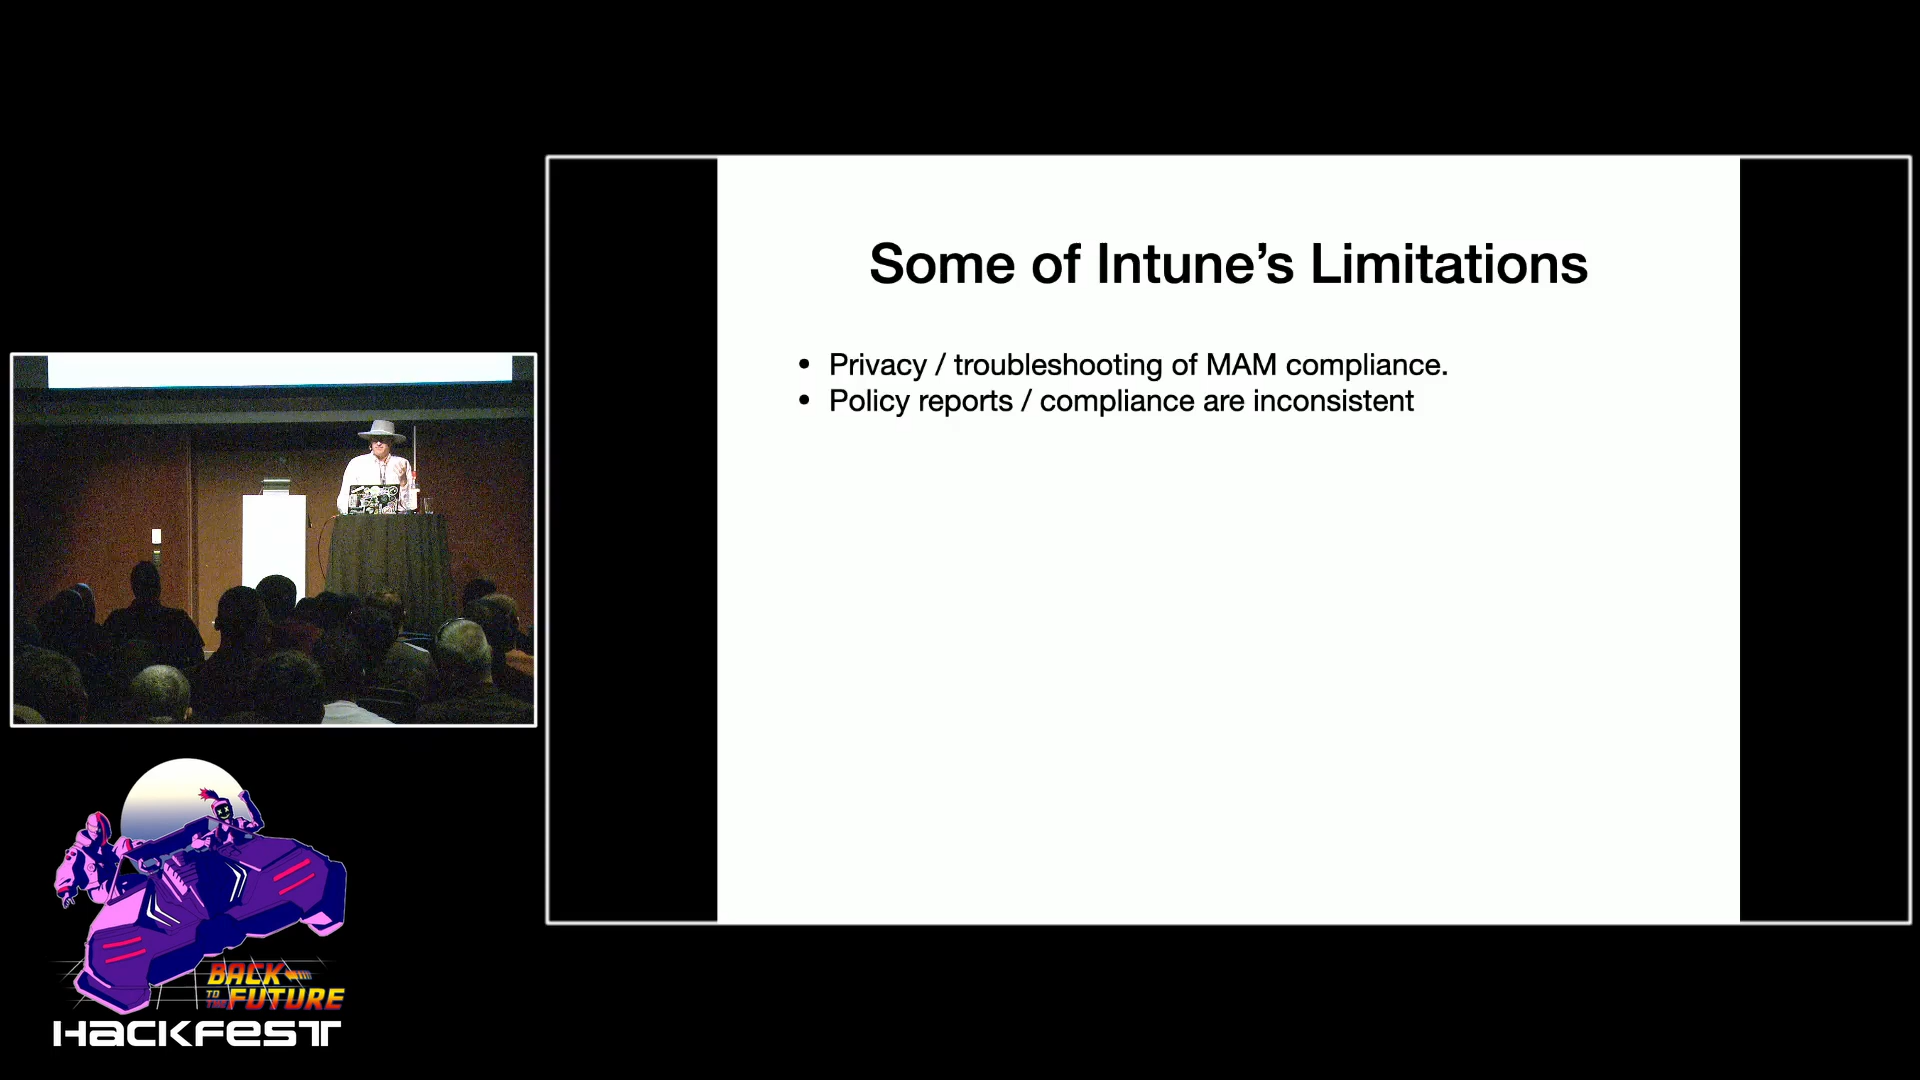 Some of Intune’s Limitations
• Privacy / troubleshooting of MAM compliance.
• Policy reports / compliance are inconsistent
BACK
TO THE FUTURE
HACKFEST